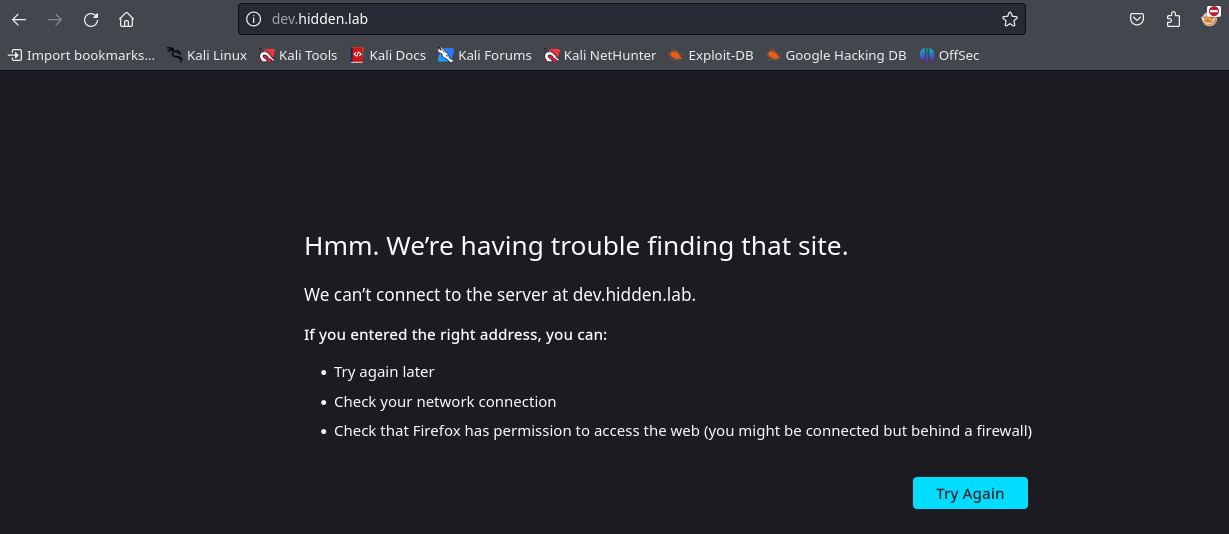 dev.hidden.lab
Import bookmarks... Kali Linux Kali Tools Kali Docs Kali Forums Kali NetHunter Exploit-DB Google Hacking DB OffSec
Hmm. We’re having trouble finding that site.
We can’t connect to the server at dev.hidden.lab.
If you entered the right address, you can:
• Try again later
• Check your network connection
• Check that Firefox has permission to access the web (you might be connected but behind a firewall)
Try Again